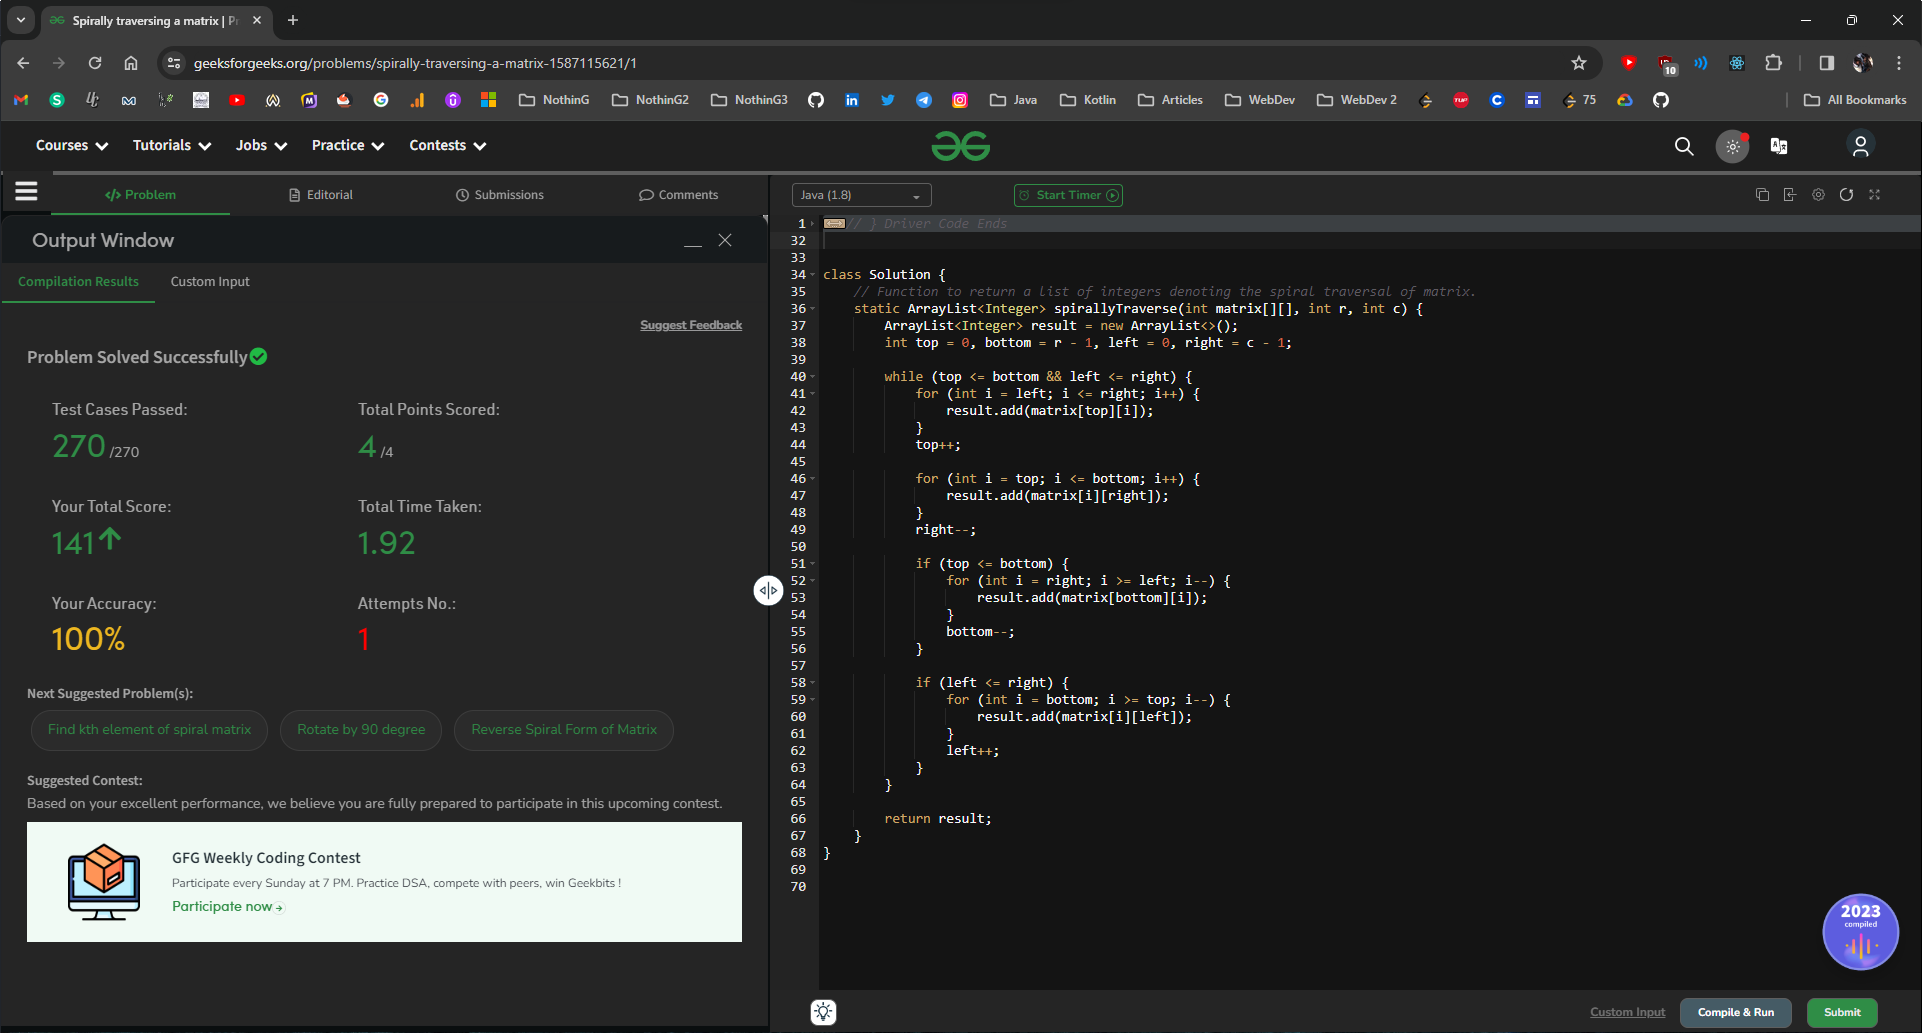 Spirally traversing a matrix | Pr
geeksforgeeks.org/problems/spirally-traversing-a-matrix-1587115621/1
10
NothinG
NothinG2
NothinG3
Java
Kotlin
Articles
WebDev
WebDev 2
75
All Bookmarks
Courses
Tutorials
Jobs
Practice
Contests
Problem
Editorial
Submissions
Comments
Output Window
Compilation Results
Custom Input
Suggest Feedback
Problem Solved Successfully
Test Cases Passed:
270 /270
Total Points Scored:
4 /4
Your Total Score:
141
Total Time Taken:
1.92
Your Accuracy:
100%
Attempts No.:
1
Next Suggested Problem(s):
Find kth element of spiral matrix
Rotate by 90 degree
Reverse Spiral Form of Matrix
Suggested Contest:
Based on your excellent performance, we believe you are fully prepared to participate in this upcoming contest.
GFG Weekly Coding Contest
Participate every Sunday at 7 PM. Practice DSA, compete with peers, win Geekbits !
Participate now
Java (1.8)
Start Timer
1 // } Driver Code Ends
32
33
34 class Solution {
35 // Function to return a list of integers denoting the spiral traversal of matrix.
36 static ArrayList<Integer> spirallyTraverse(int matrix[][], int r, int c) {
37 ArrayList<Integer> result = new ArrayList<>();
38 int top = 0, bottom = r - 1, left = 0, right = c - 1;
39
40 while (top <= bottom && left <= right) {
41 for (int i = left; i <= right; i++) {
42 result.add(matrix[top][i]);
43 }
44 top++;
45
46 for (int i = top; i <= bottom; i++) {
47 result.add(matrix[i][right]);
48 }
49 right--;
50
51 if (top <= bottom) {
52 for (int i = right; i >= left; i--) {
53 result.add(matrix[bottom][i]);
54 }
55 bottom--;
56 }
57
58 if (left <= right) {
59 for (int i = bottom; i >= top; i--) {
60 result.add(matrix[i][left]);
61 }
62 left++;
63 }
64 }
65
66 return result;
67 }
68 }
69
70
2023
compiled
Custom Input
Compile & Run
Submit